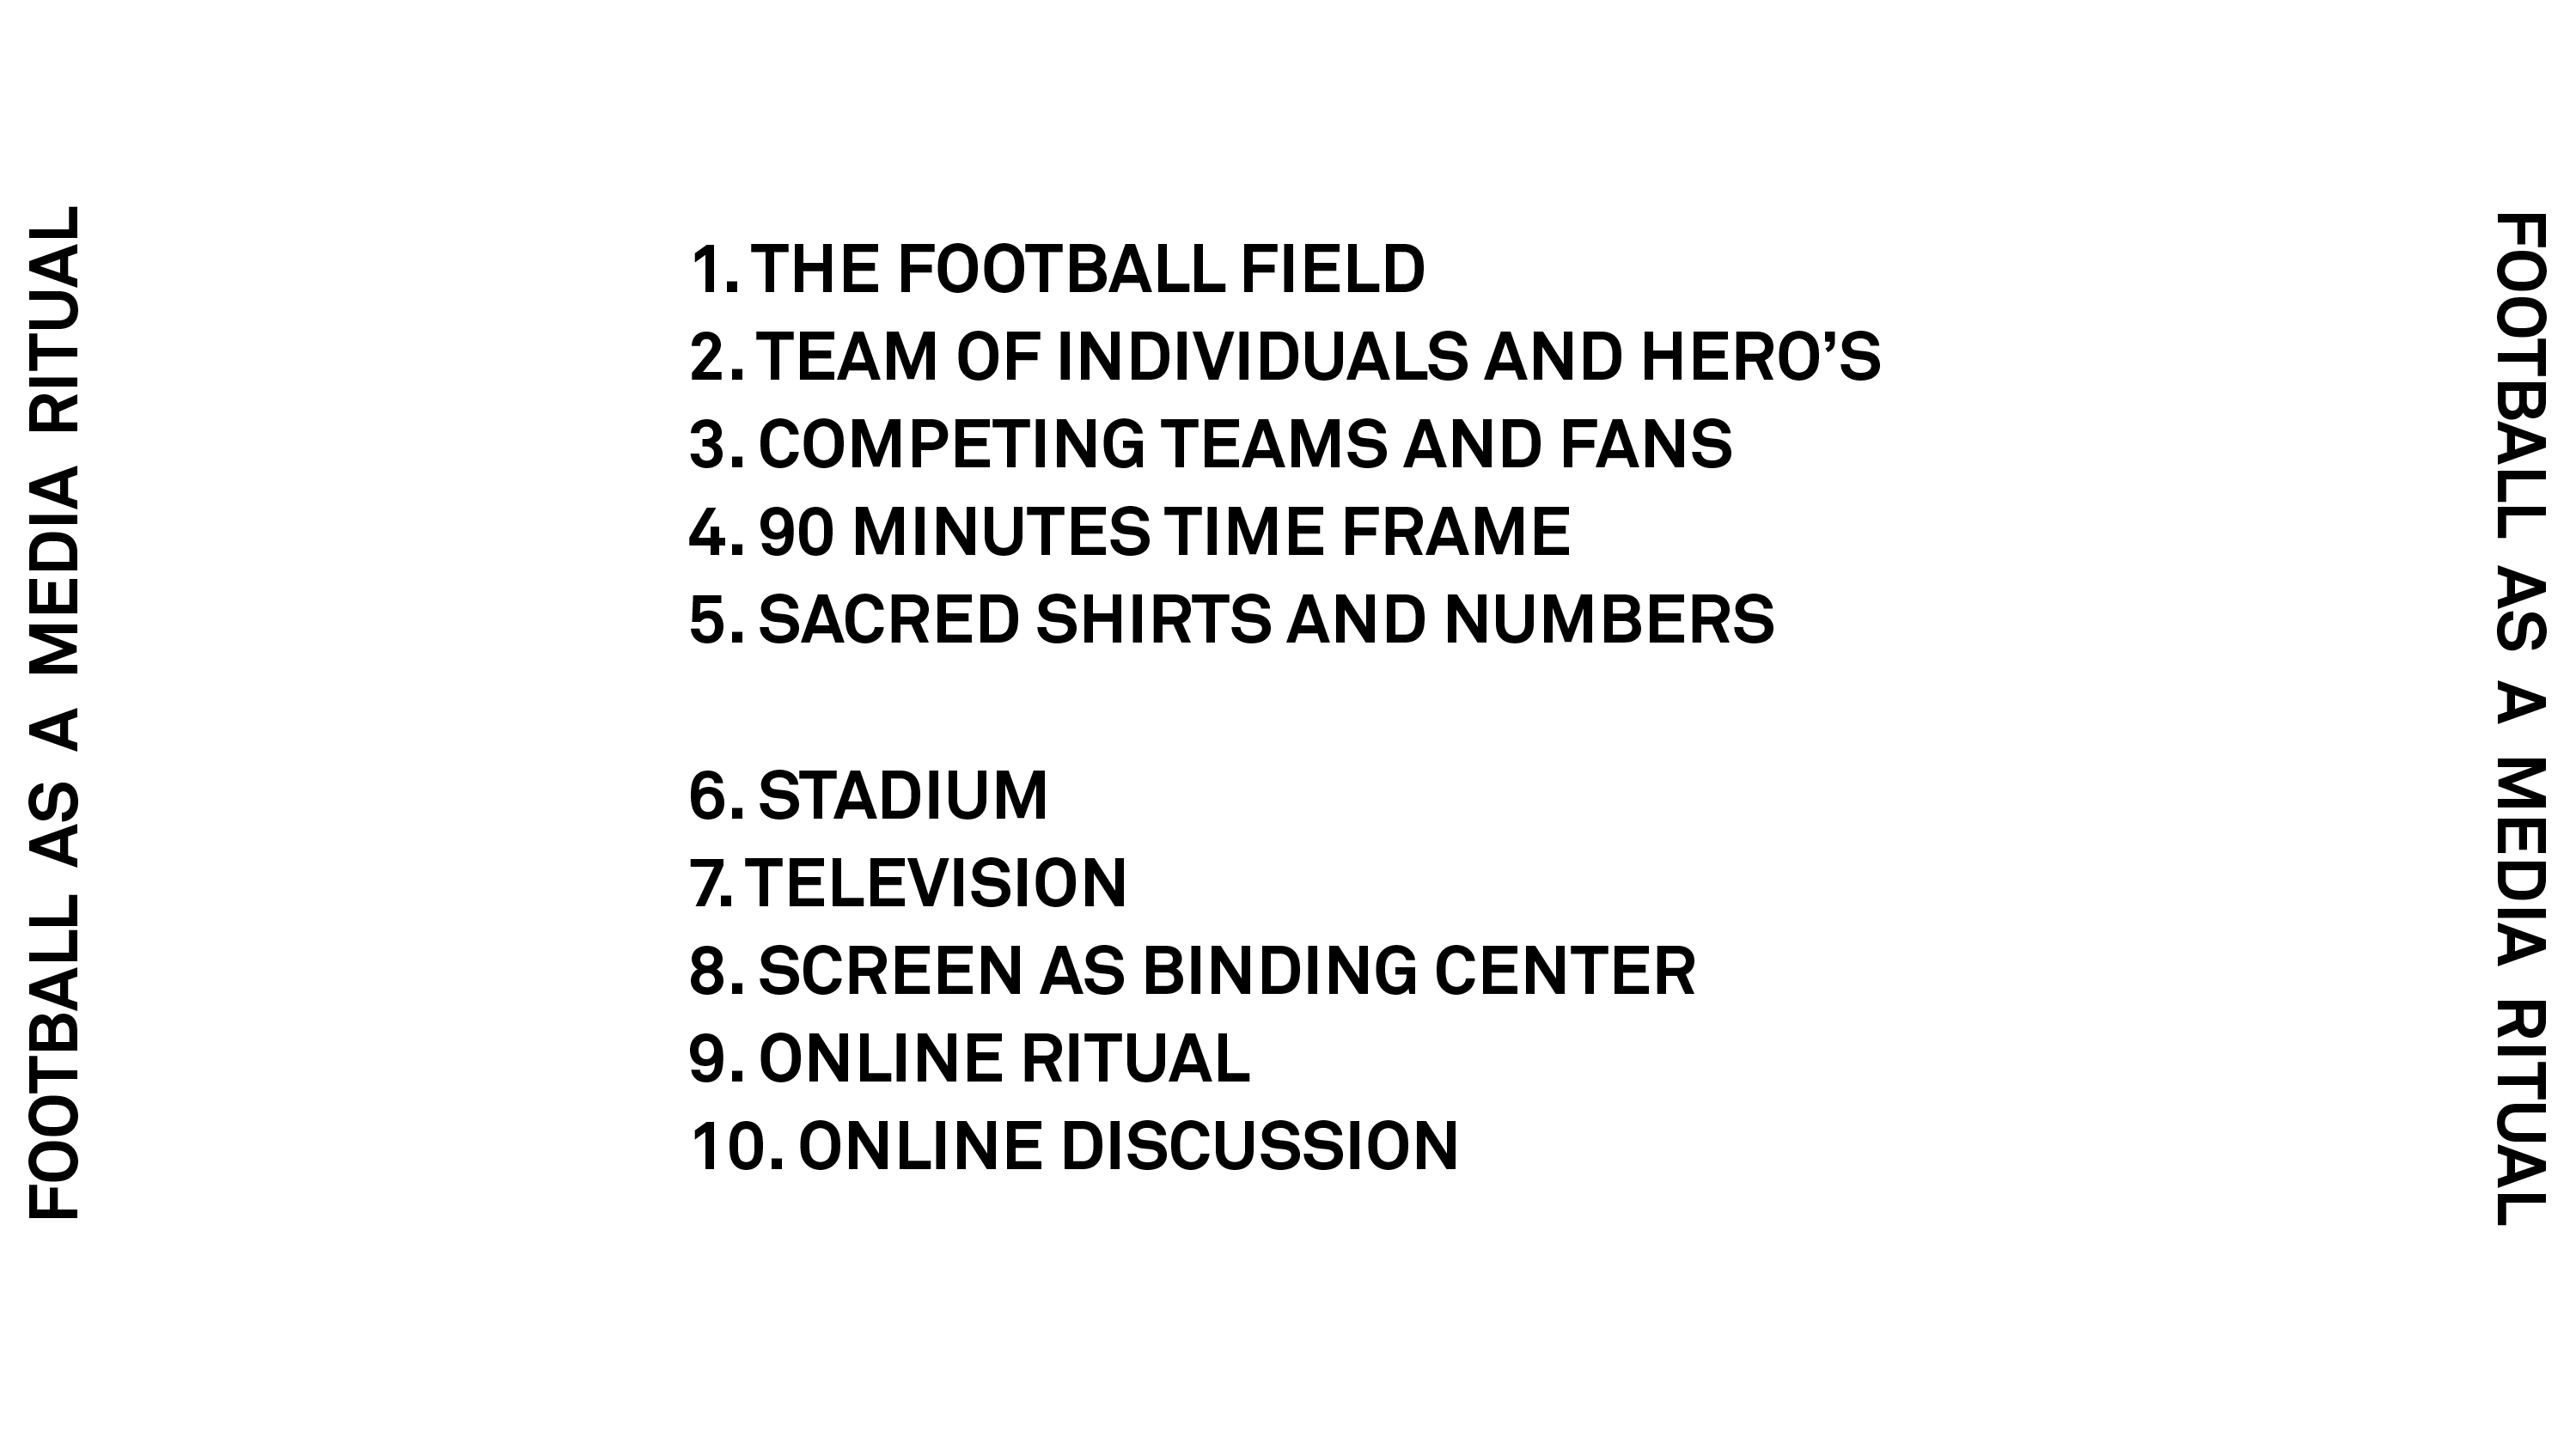 FOOTBALL AS A MEDIA RITUAL
1. THE FOOTBALL FIELD
2. TEAM OF INDIVIDUALS AND HERO’S
3. COMPETING TEAMS AND FANS
4. 90 MINUTES TIME FRAME
5. SACRED SHIRTS AND NUMBERS
6. STADIUM
7. TELEVISION
8. SCREEN AS BINDING CENTER
9. ONLINE RITUAL
10. ONLINE DISCUSSION
FOOTBALL AS A MEDIA RITUAL